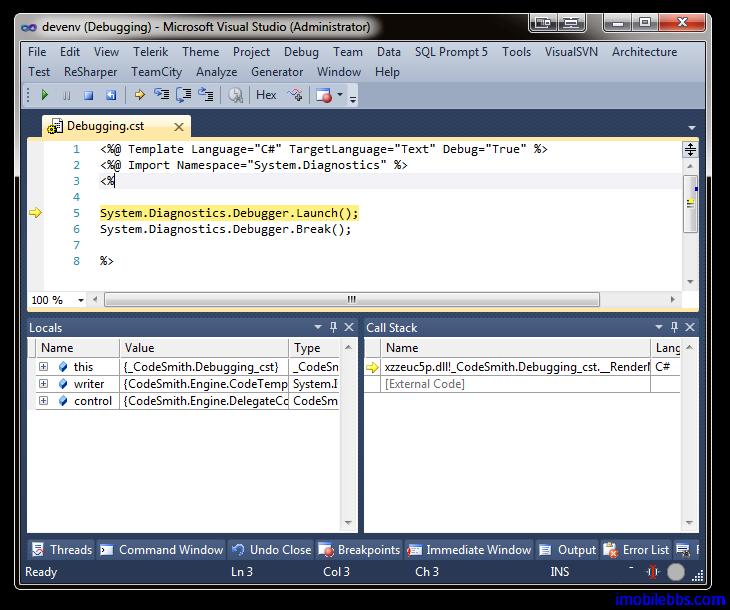 devenv (Debugging) - Microsoft Visual Studio (Administrator)
File Edit View Telerik Theme Project Debug Team Data SQL Prompt 5 Tools VisualSVN Architecture
Test ReSharper TeamCity Analyze Generator Window Help
Hex
Debugging.cst
1 <%@ Template Language="C#" TargetLanguage="Text" Debug="True" %>
2 <%@ Import Namespace="System.Diagnostics" %>
3 <%
4
5 System.Diagnostics.Debugger.Launch();
6 System.Diagnostics.Debugger.Break();
7
8 %>
100 %
Locals
Name Value Type
this {_CodeSmith.Debugging_cst} _CodeSn
writer {CodeSmith.Engine.CodeTemp System.I
control {CodeSmith.Engine.DelegateCo CodeSm
Call Stack
Name Lang
xzzeuc5p.dll!_CodeSmith.Debugging_cst.__Render C#
[External Code]
Threads Command Window Undo Close Breakpoints Immediate Window Output Error List F
Ready Ln 3 Col 3 Ch 3 INS
imobilebbs.com